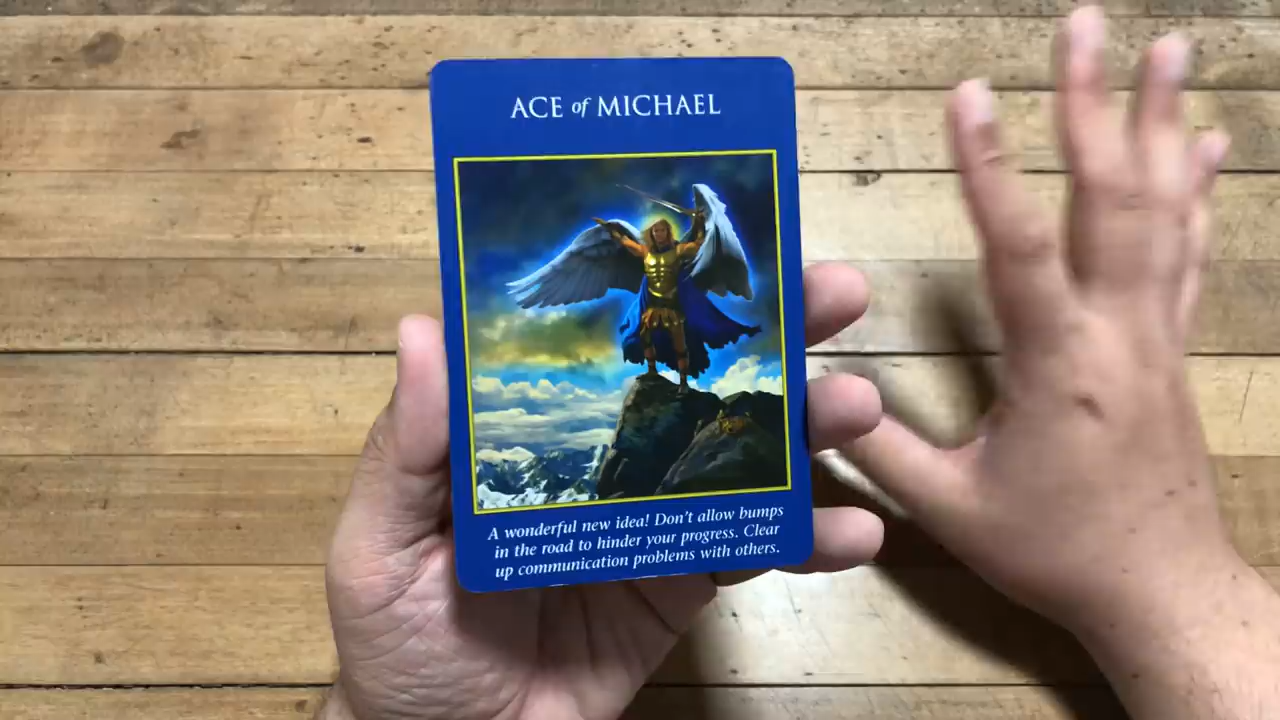 ACE of MICHAEL
A wonderful new idea! Don't allow bumps
in the road to hinder your progress. Clear
up communication problems with others.